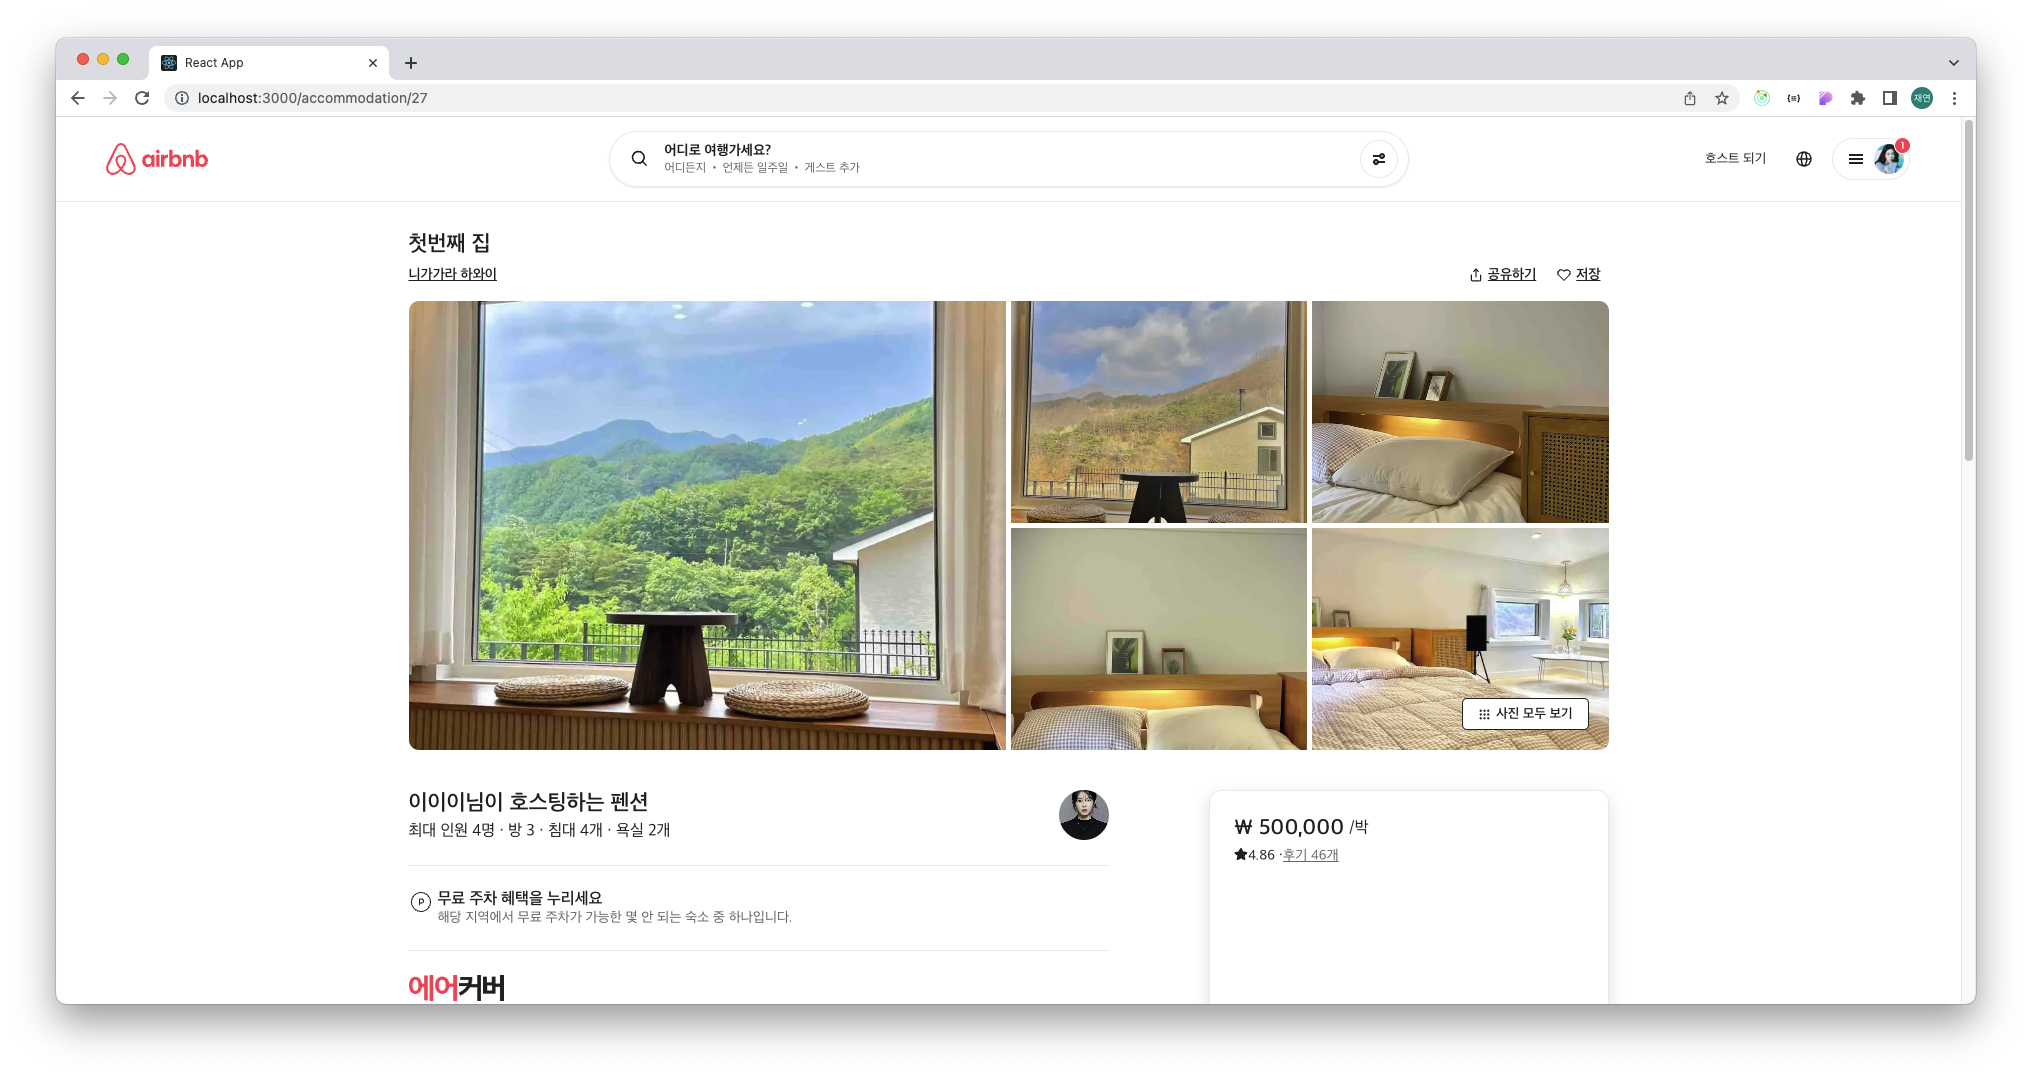 React App
localhost:3000/accommodation/27
재연
airbnb
어디로 여행가세요?
어디든지 • 언제든 일주일 • 게스트 추가
호스트 되기
1
첫번째 집
니가가라 하와이
공유하기
저장
사진 모두 보기
이이이님이 호스팅하는 펜션
최대 인원 4명 · 방 3 · 침대 4개 · 욕실 2개
₩ 500,000 /박
★4.86 ·후기 46개
P
무료 주차 혜택을 누리세요
해당 지역에서 무료 주차가 가능한 몇 안 되는 숙소 중 하나입니다.
에어커버